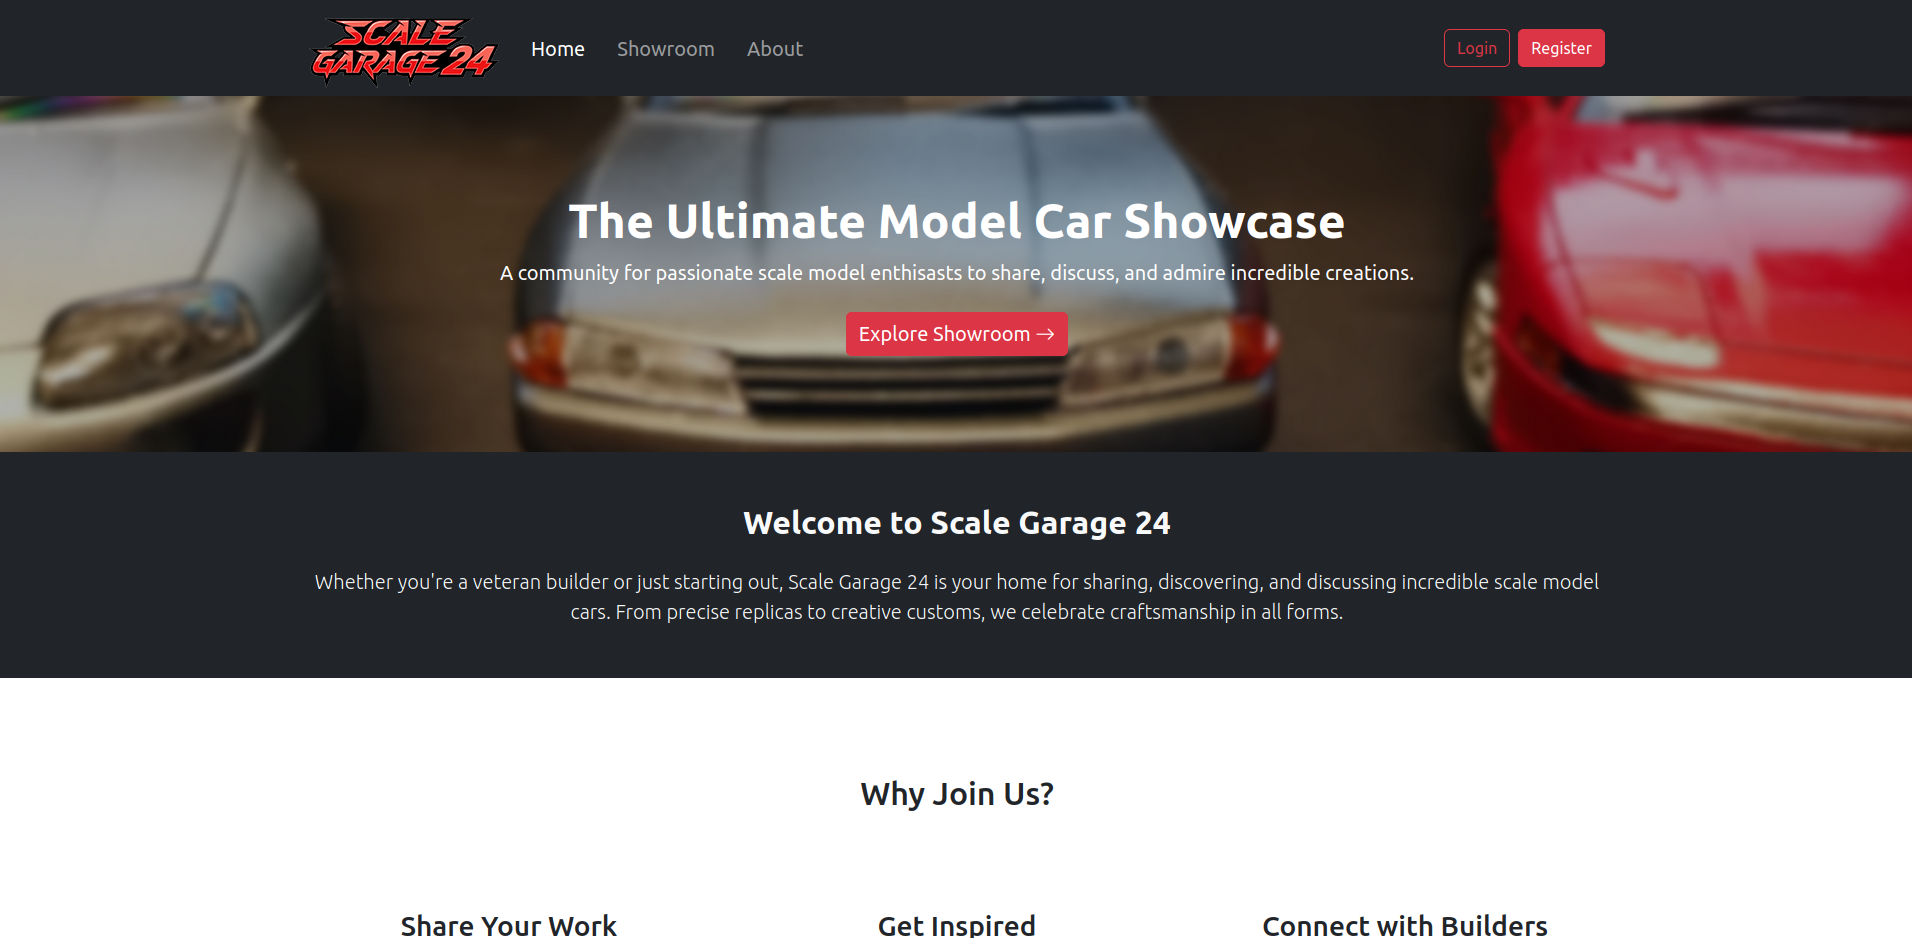 SCALE
GARAGE 24
Home Showroom About
Login Register
The Ultimate Model Car Showcase
A community for passionate scale model enthisasts to share, discuss, and admire incredible creations.
Explore Showroom →
Welcome to Scale Garage 24
Whether you're a veteran builder or just starting out, Scale Garage 24 is your home for sharing, discovering, and discussing incredible scale model
cars. From precise replicas to creative customs, we celebrate craftsmanship in all forms.
Why Join Us?
Share Your Work Get Inspired Connect with Builders